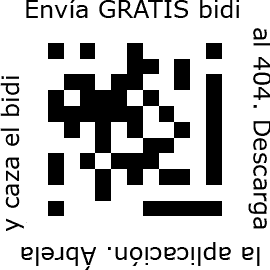 Envía GRATIS bidi
al 404. Descarga
la aplicación. Ábrela
y caza el bidi